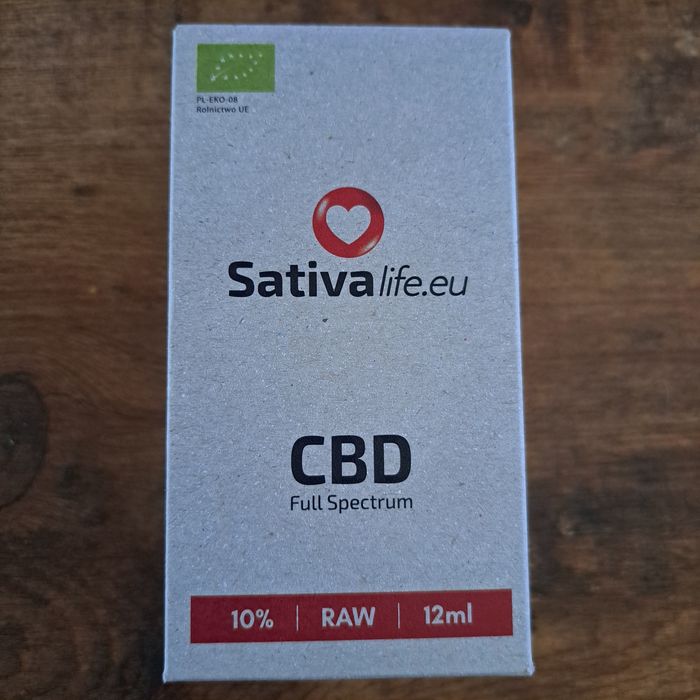 PL-EKO-08
Rolnictwo UE
Sativalife.eu
CBD
Full Spectrum
10% | RAW | 12ml